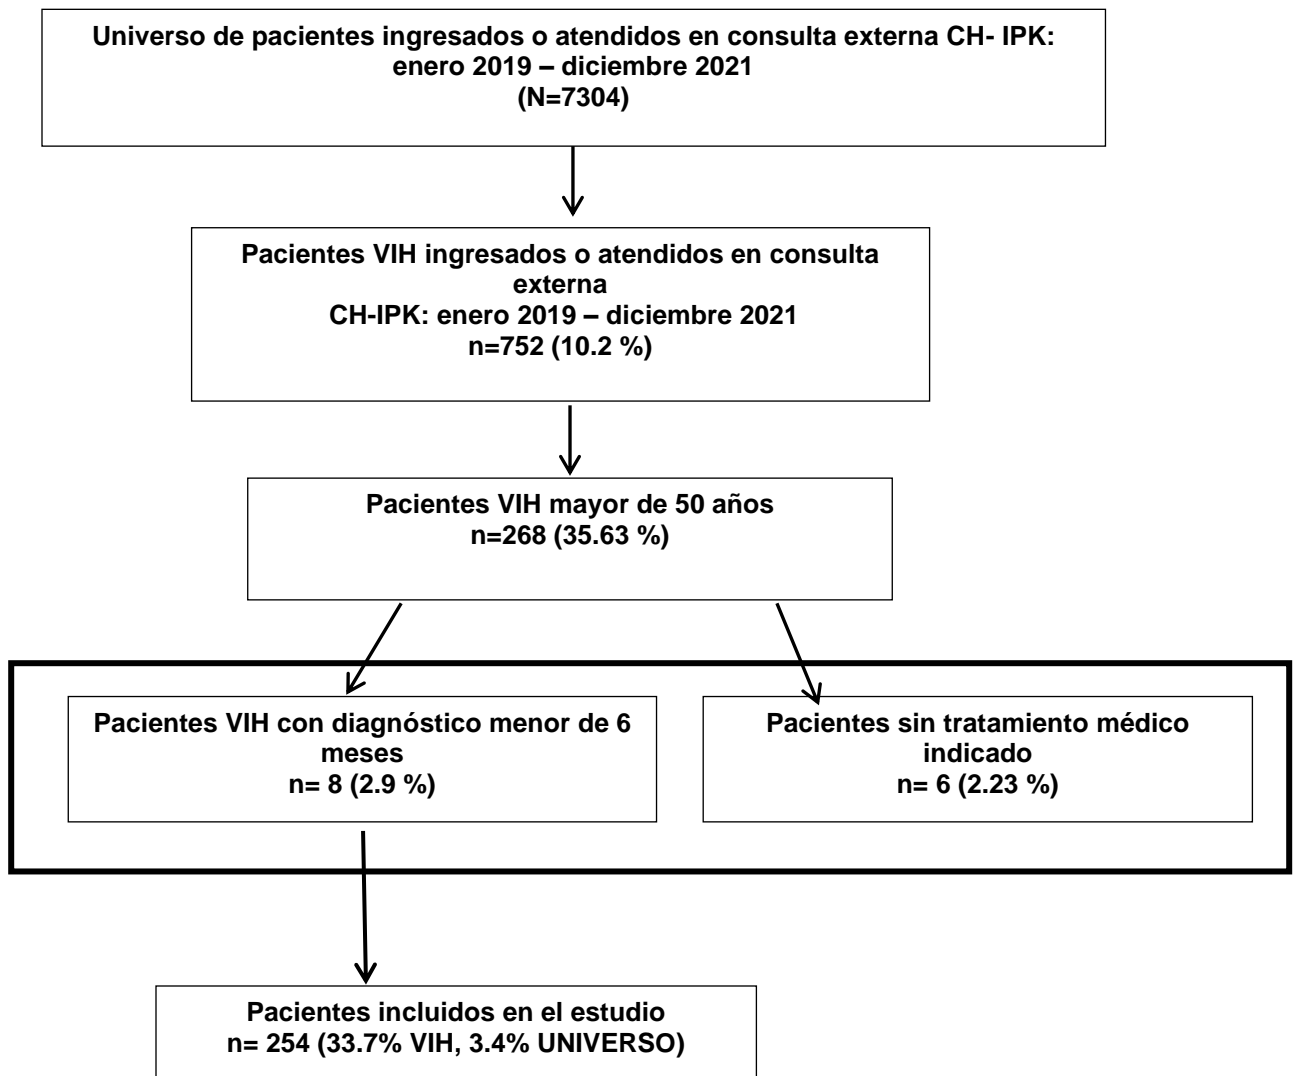 Universo de pacientes ingresados o atendidos en consulta externa CH- IPK:
enero 2019 – diciembre 2021
(N=7304)
Pacientes VIH ingresados o atendidos en consulta
externa
CH-IPK: enero 2019 – diciembre 2021
n=752 (10.2 %)
Pacientes VIH mayor de 50 años
n=268 (35.63 %)
Pacientes VIH con diagnóstico menor de 6
meses
n= 8 (2.9 %)
Pacientes sin tratamiento médico
indicado
n= 6 (2.23 %)
Pacientes incluidos en el estudio
n= 254 (33.7% VIH, 3.4% UNIVERSO)